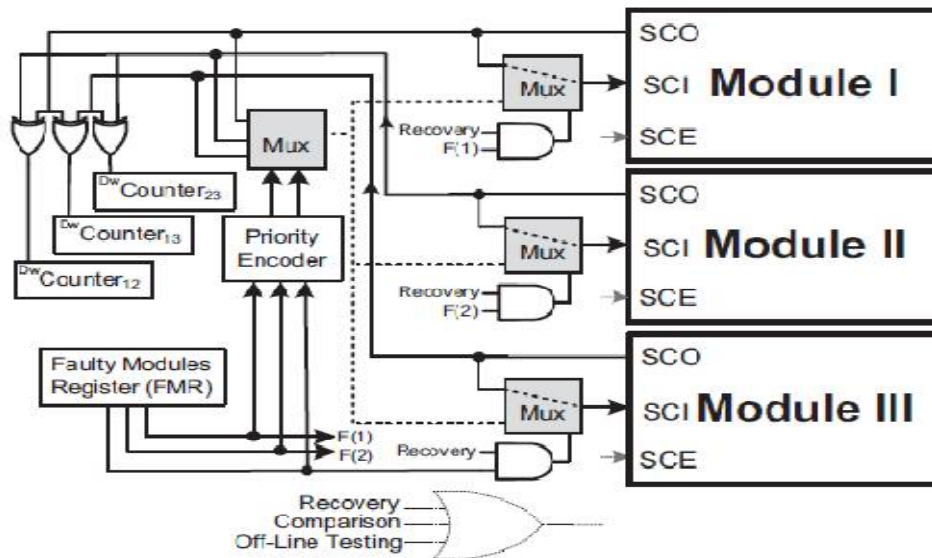 SCO
SCI Module I
SCE
Mux
Recovery
F(1)
Mux
DwCounter23
DwCounter13
DwCounter12
Priority
Encoder
SCO
SCI Module II
SCE
Mux
Recovery
F(2)
Faulty Modules
Register (FMR)
F(1)
F(2)
SCO
SCI Module III
SCE
Mux
Recovery
Recovery
Comparison
Off-Line Testing